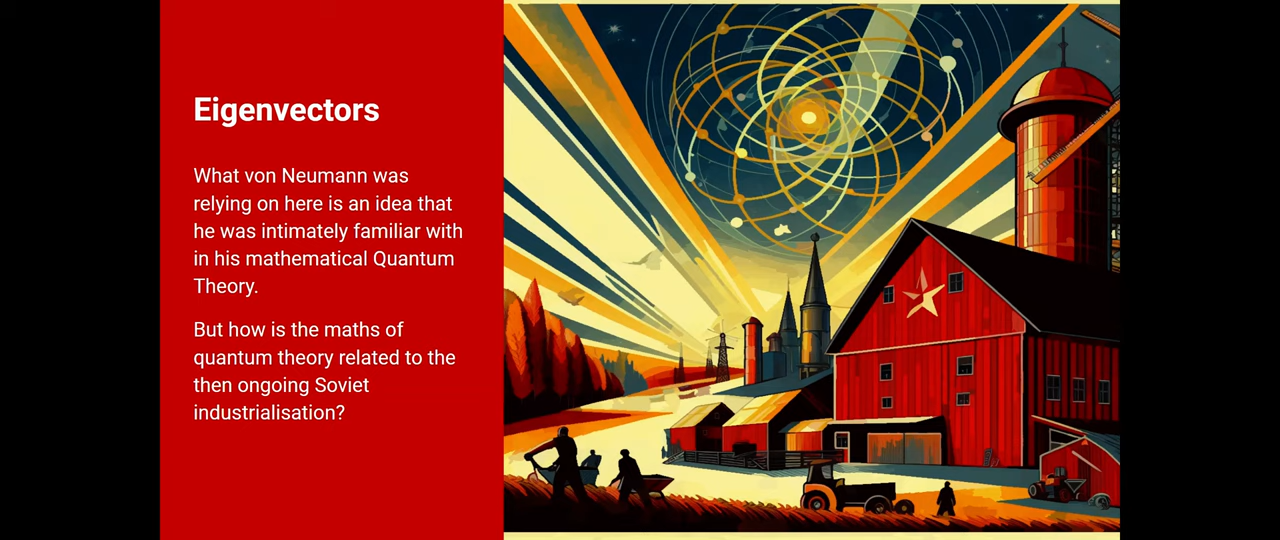 Eigenvectors
What von Neumann was
relying on here is an idea that
he was intimately familiar with
in his mathematical Quantum
Theory.
But how is the maths of
quantum theory related to the
then ongoing Soviet
industrialisation?